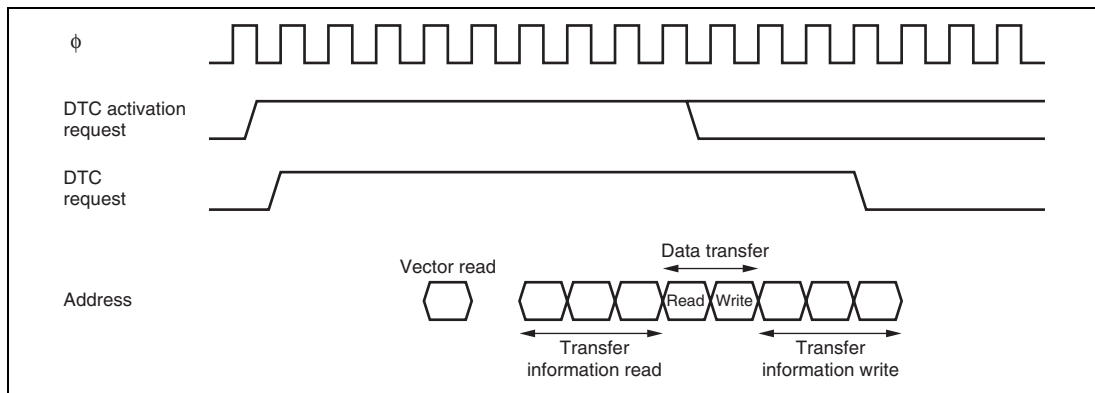 ϕ
DTC activation
request
DTC
request
Data transfer
Vector read
Address
Read
Write
Transfer
information read
Transfer
information write